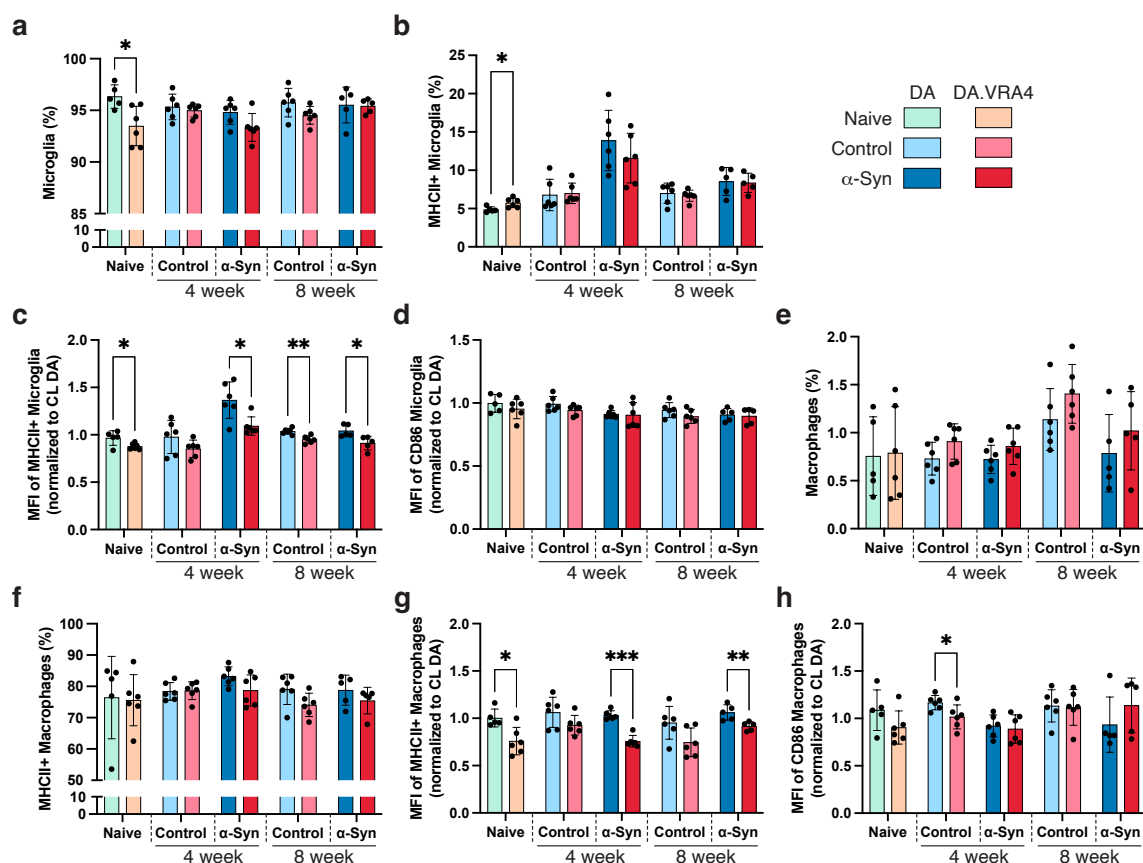 a
*
100
95
90
85
10
0
Microglia (%)
Naive
Control
α-Syn
Control
α-Syn
4 week
8 week
b
*
25
20
15
10
5
0
MHCII+ Microglia (%)
Naive
Control
α-Syn
Control
α-Syn
4 week
8 week
DA
DA.VRA4
Naive
Control
α-Syn
c
*
*
**
*
2.0
1.5
1.0
0.5
0.0
MFI of MHCII+ Microglia
(normalized to CL DA)
Naive
Control
α-Syn
Control
α-Syn
4 week
8 week
d
1.5
1.0
0.5
0.0
MFI of CD86 Microglia
(normalized to CL DA)
Naive
Control
α-Syn
Control
α-Syn
4 week
8 week
e
2.0
1.5
1.0
0.5
0.0
Macrophages (%)
Naive
Control
α-Syn
Control
α-Syn
4 week
8 week
f
100
90
80
70
60
50
10
0
MHCII+ Macrophages (%)
Naive
Control
α-Syn
Control
α-Syn
4 week
8 week
g
*
***
**
2.0
1.5
1.0
0.5
0.0
MFI of MHCII+ Macrophages
(normalized to CL DA)
Naive
Control
α-Syn
Control
α-Syn
4 week
8 week
h
*
2.0
1.5
1.0
0.5
0.0
MFI of CD86 Macrophages
(normalized to CL DA)
Naive
Control
α-Syn
Control
α-Syn
4 week
8 week